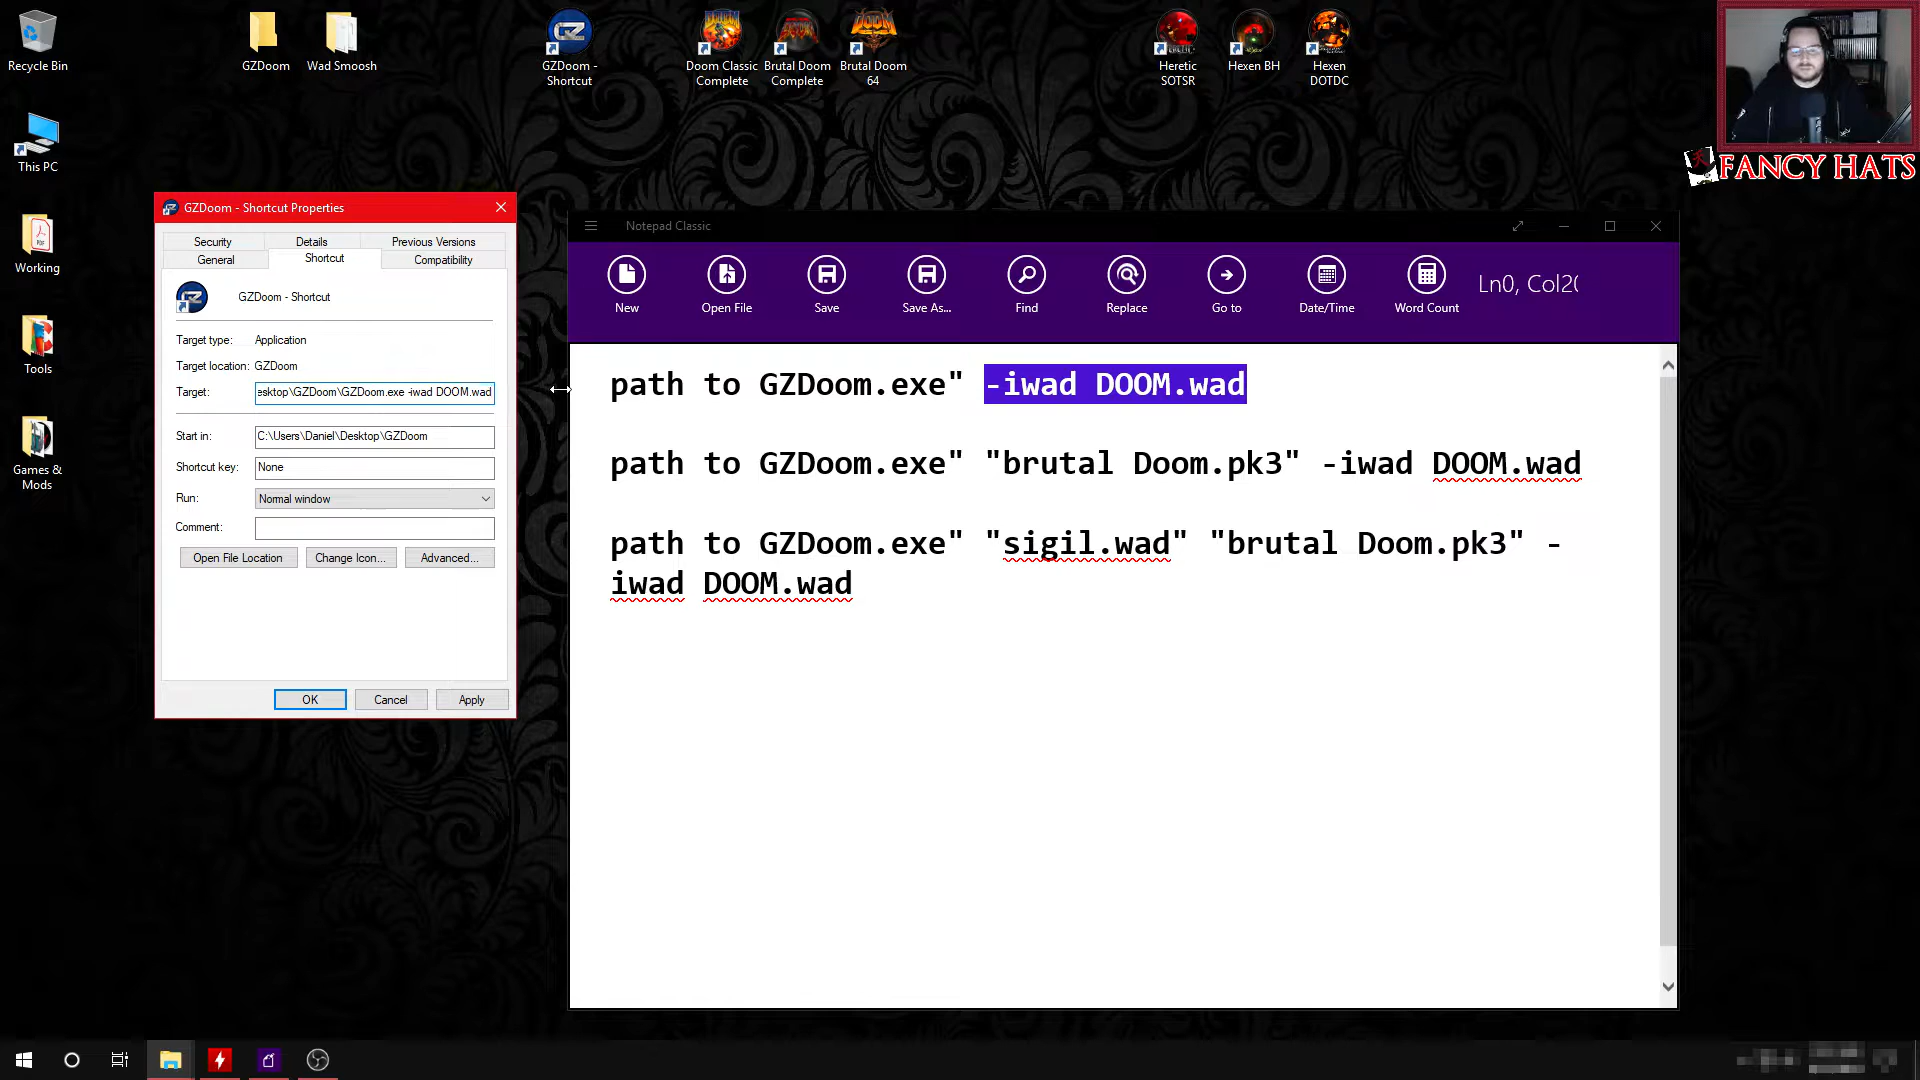 Recycle Bin
GZDoom
Wad Smoosh
GZDoom -
Shortcut
Doom Classic
Complete
Brutal Doom
Complete
Brutal Doom
64
Heretic
SOTSR
Hexen BH
Hexen
DOTDC
FANCY HATS
This PC
Working
Tools
Games &
Mods
GZDoom - Shortcut Properties
Security
Details
Previous Versions
General
Shortcut
Compatibility
GZDoom - Shortcut
Target type: Application
Target location: GZDoom
Target: esktop\GZDoom\GZDoom.exe -iwad DOOM.wad
Start in: C:\Users\Daniel\Desktop\GZDoom
Shortcut key: None
Run: Normal window
Comment:
Open File Location
Change Icon...
Advanced...
OK
Cancel
Apply
Notepad Classic
New
Open File
Save
Save As...
Find
Replace
Go to
Date/Time
Word Count
Ln0, Col20
path to GZDoom.exe" -iwad DOOM.wad
path to GZDoom.exe" "brutal Doom.pk3" -iwad DOOM.wad
path to GZDoom.exe" "sigil.wad" "brutal Doom.pk3" -
iwad DOOM.wad